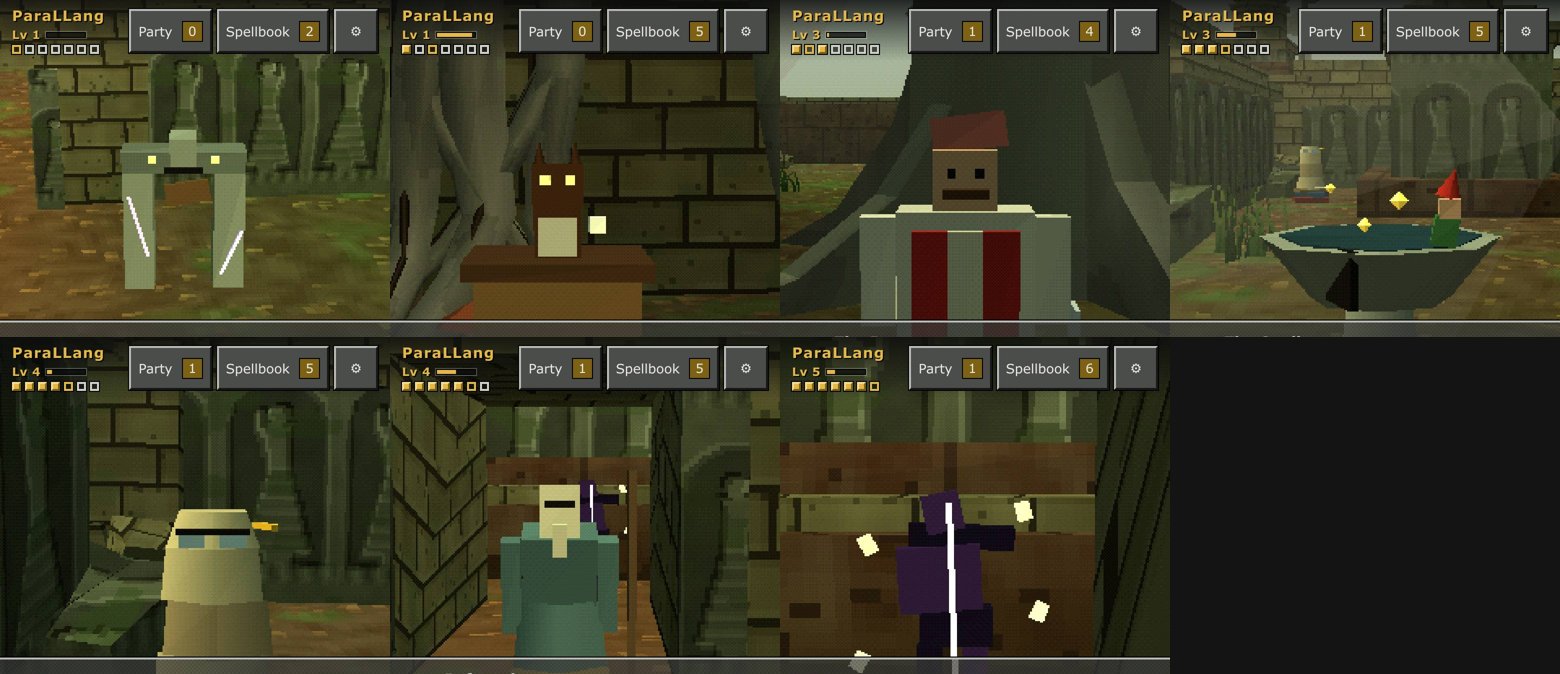 ParaLLang
Lv 1
Party 0
Spellbook 2
ParaLLang
Lv 1
Party 0
Spellbook 5
ParaLLang
Lv 3
Party 1
Spellbook 4
ParaLLang
Lv 3
Party 1
Spellbook 5
ParaLLang
Lv 4
Party 1
Spellbook 5
ParaLLang
Lv 4
Party 1
Spellbook 5
ParaLLang
Lv 5
Party 1
Spellbook 6